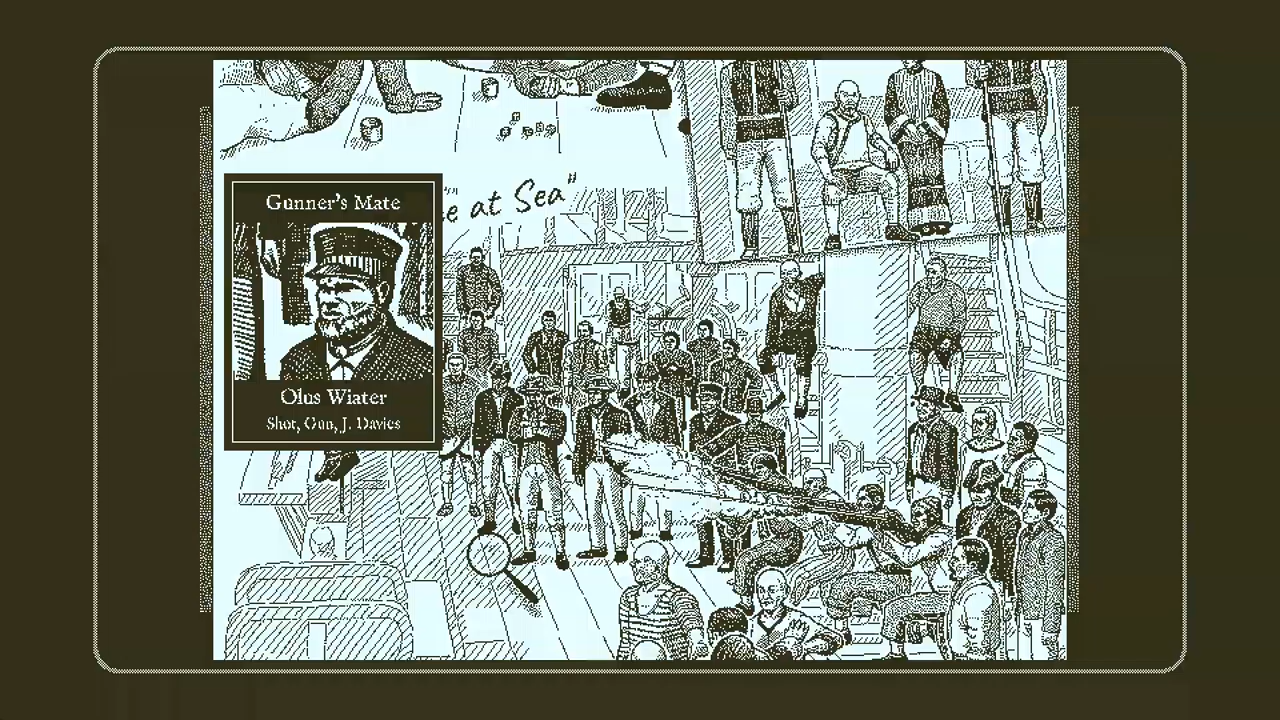 Gunner's Mate
e at Sea"
Olus Wiater
Shot, Gun, J. Davies